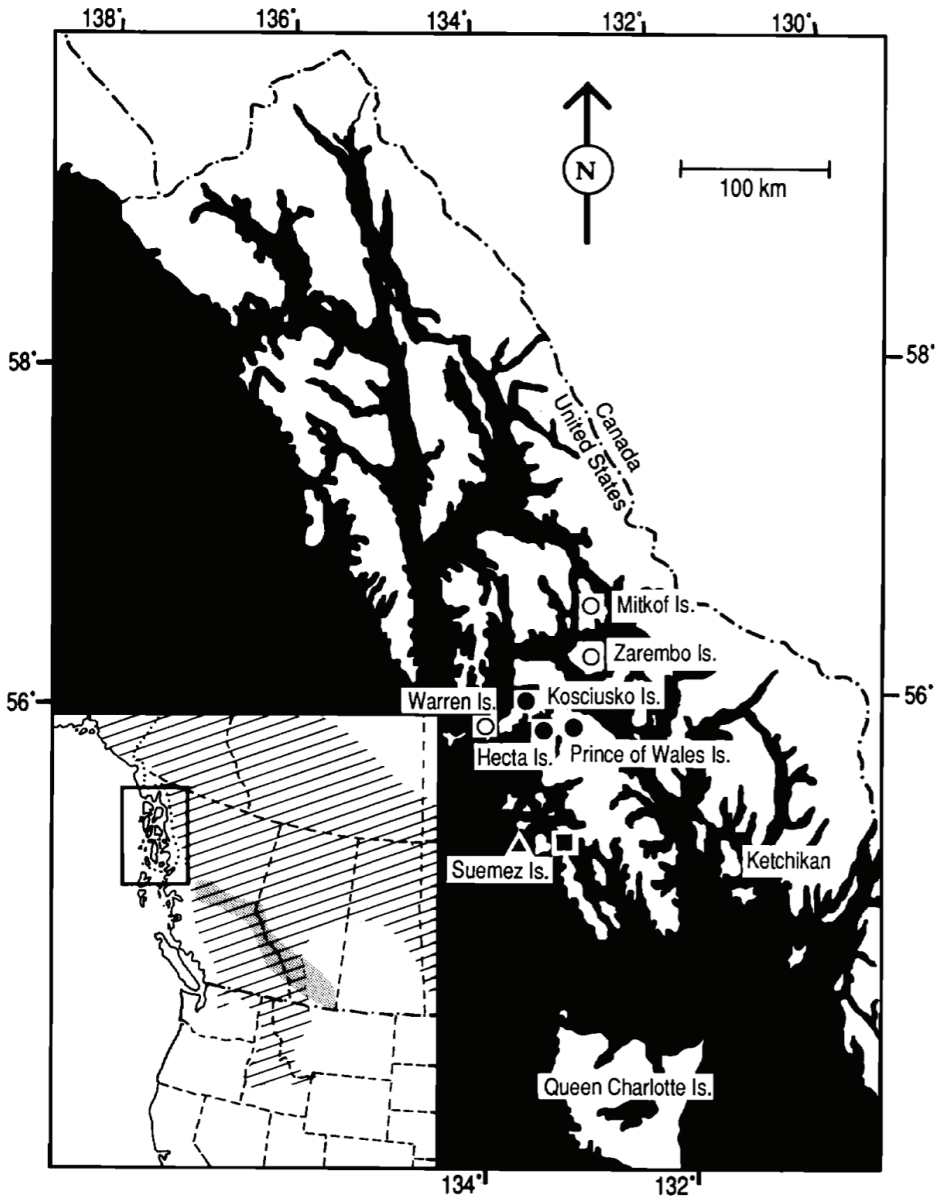 138° 136° 134° 132° 130°
N
100 km
58° 58°
Canada
United States
Mitkof Is.
Zarembo Is.
Warren Is. Kosciusko Is.
56° 56°
Hecta Is. Prince of Wales Is.
Suemez Is. Ketchikan
Queen Charlotte Is.
134° 132°